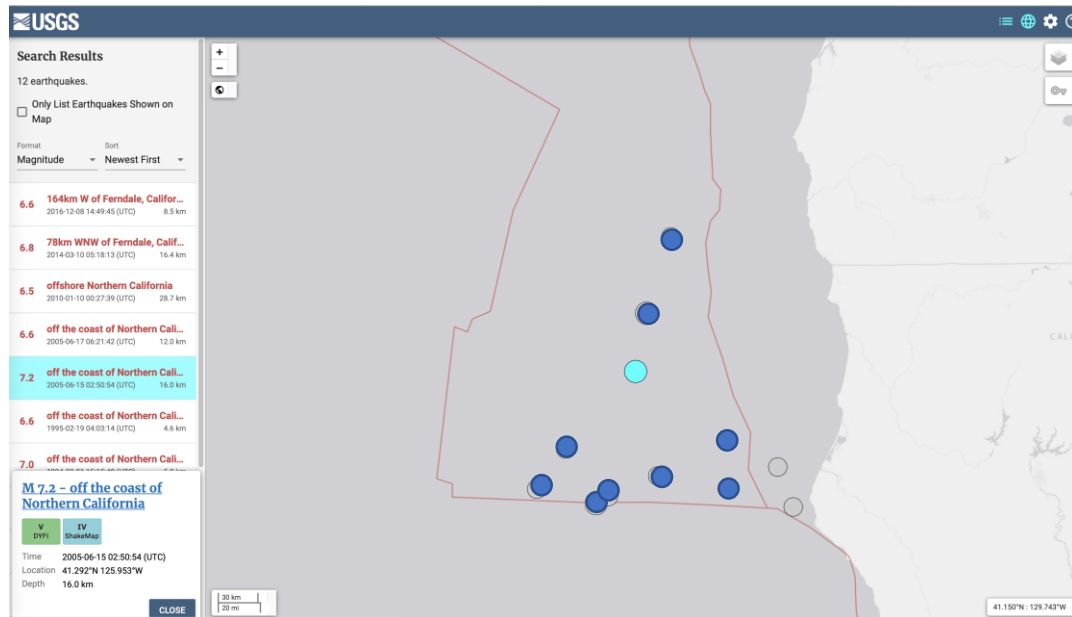 USGS
Search Results
12 earthquakes.
Only List Earthquakes Shown on
Map
Format
Magnitude
Sort
Newest First
6.6
164km W of Ferndale, Califor...
2016-12-08 14:49:45 (UTC) 8.5 km
6.8
78km WNW of Ferndale, Calif...
2014-03-10 05:18:13 (UTC) 16.4 km
6.5
offshore Northern California
2010-01-10 00:27:39 (UTC) 28.7 km
6.6
off the coast of Northern Cali...
2005-06-17 06:21:42 (UTC) 12.0 km
7.2
off the coast of Northern Cali...
2005-06-15 02:50:54 (UTC) 16.0 km
6.6
off the coast of Northern Cali...
1995-02-19 04:03:14 (UTC) 4.6 km
7.0
off the coast of Northern Cali...
M 7.2 - off the coast of
Northern California
V
DYFI
IV
ShakeMap
Time 2005-06-15 02:50:54 (UTC)
Location 41.292°N 125.953°W
Depth 16.0 km
CLOSE
+
−
30 km
20 mi
CALI
41.150°N : 129.743°W